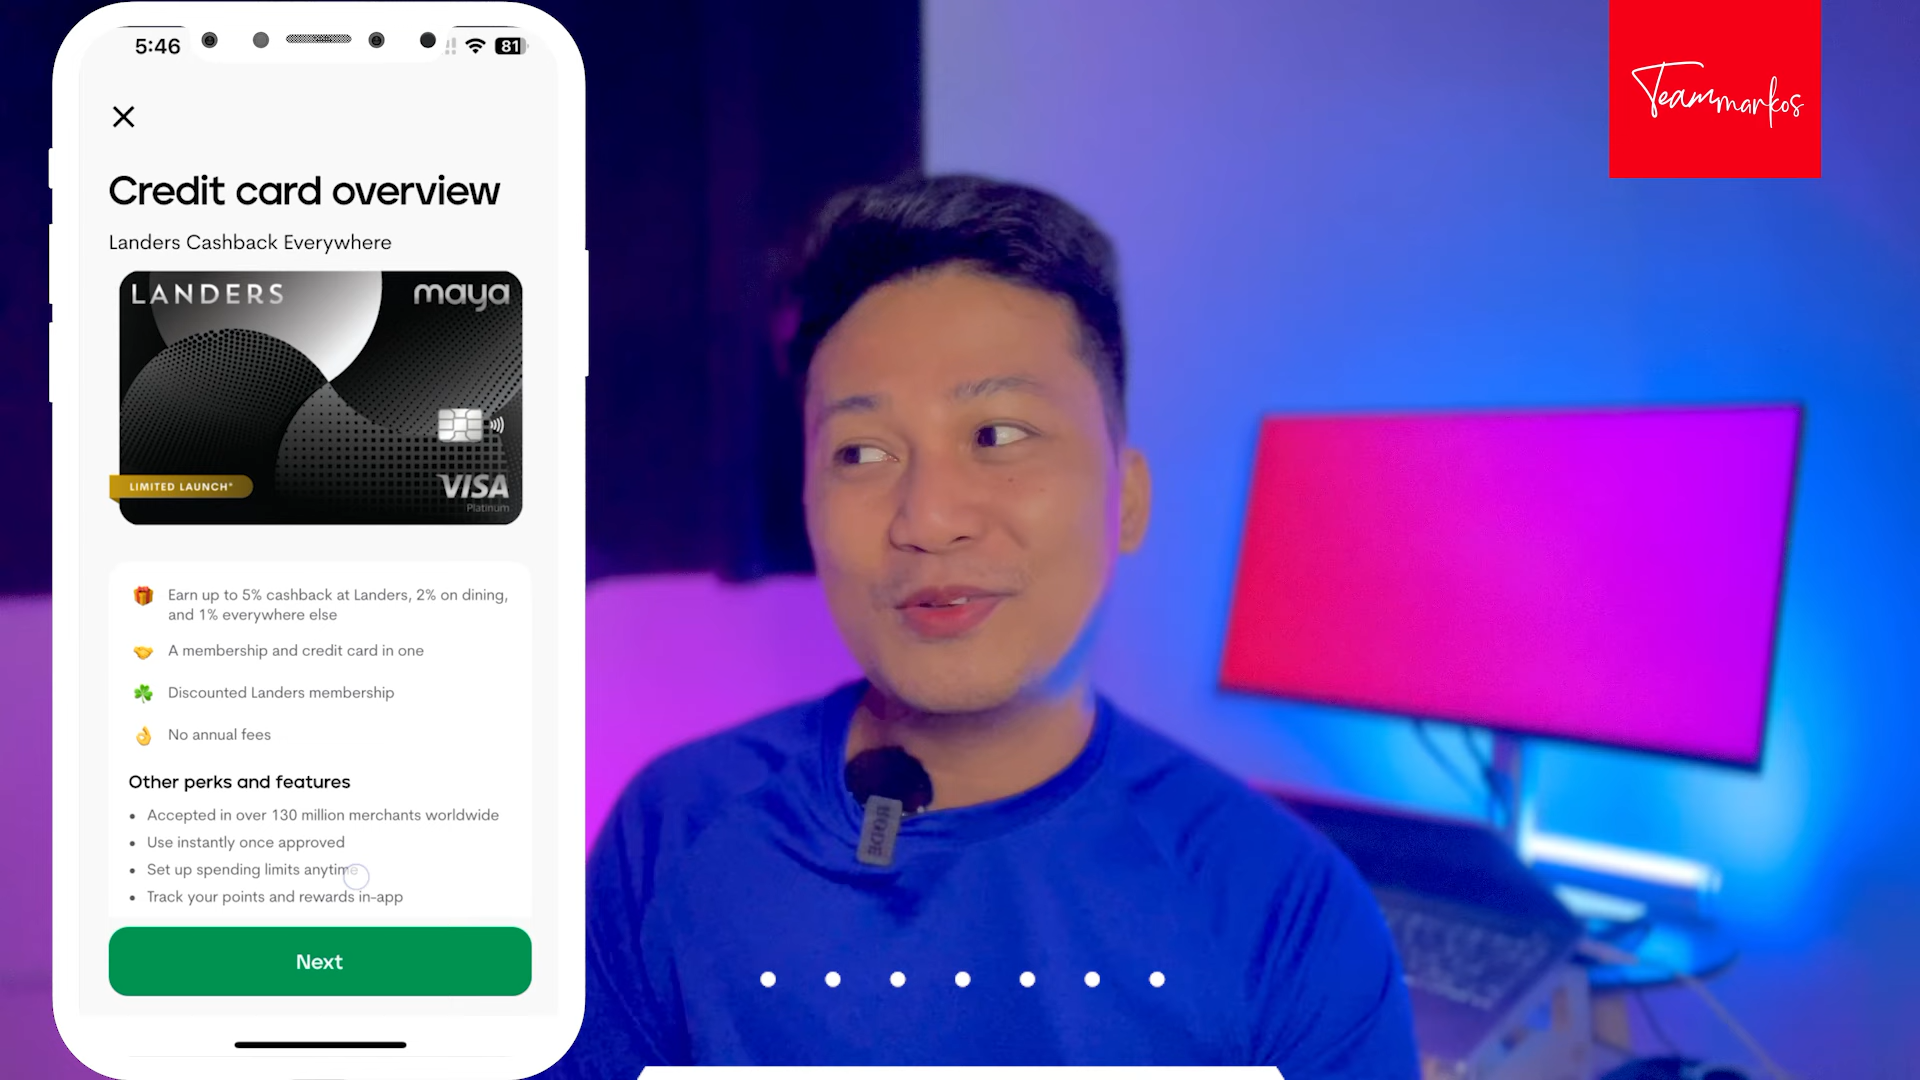 5:46
81
Credit card overview
Landers Cashback Everywhere
LANDERS
maya
LIMITED LAUNCH*
VISA
Platinum
Earn up to 5% cashback at Landers, 2% on dining,
and 1% everywhere else
A membership and credit card in one
Discounted Landers membership
No annual fees
Other perks and features
Accepted in over 130 million merchants worldwide
Use instantly once approved
Set up spending limits anytime
Track your points and rewards in-app
Next
Teammarkos
RODE